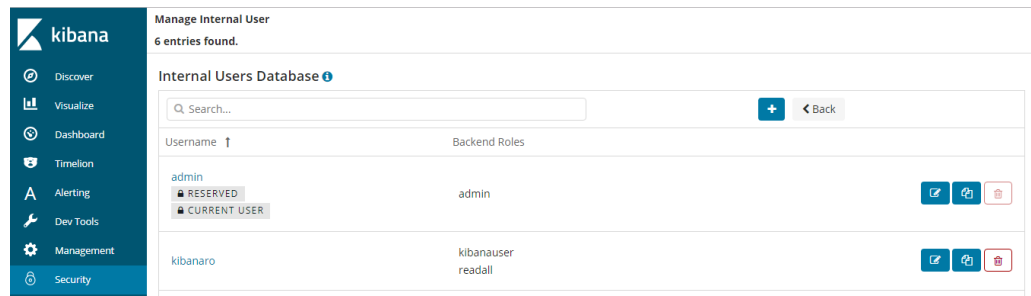 kibana
Discover
Visualize
Dashboard
Timelion
Alerting
Dev Tools
Management
Security
Manage Internal User
6 entries found.
Internal Users Database
Search...
Back
Username
Backend Roles
admin
RESERVED
CURRENT USER
admin
kibanaro
kibanauser
readall